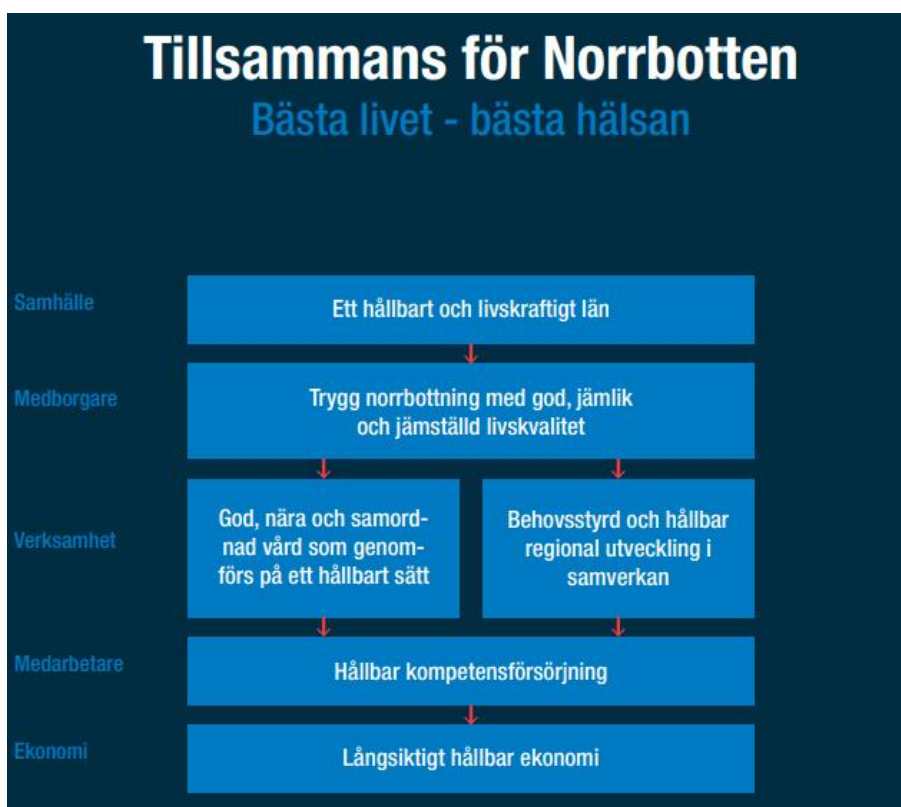 Tillsammans för Norrbotten
Bästa livet - bästa hälsan
Samhälle
Ett hållbart och livskraftigt län
Medborgare
Trygg norrbottning med god, jämlik
och jämställd livskvalitet
Verksamhet
God, nära och samord-
nad vård som genom-
förs på ett hållbart sätt
Behovsstyrd och hållbar
regional utveckling i
samverkan
Medarbetare
Hållbar kompetensförsörjning
Ekonomi
Långsiktigt hållbar ekonomi